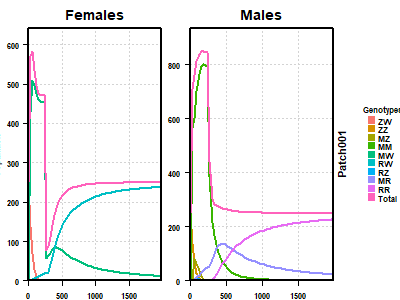 Females
Males
600
500
400
300
200
100
0
0
500
1000
1500
800
600
400
200
0
0
500
1000
1500
Patch001
Genotypes
ZW
ZZ
MZ
MM
MW
RW
RZ
MR
RR
Total